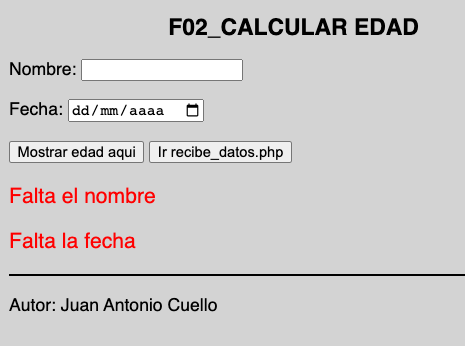 F02_CALCULAR EDAD
Nombre:
Fecha: dd/mm/aaaa
Mostrar edad aqui Ir recibe_datos.php
Falta el nombre
Falta la fecha
Autor: Juan Antonio Cuello